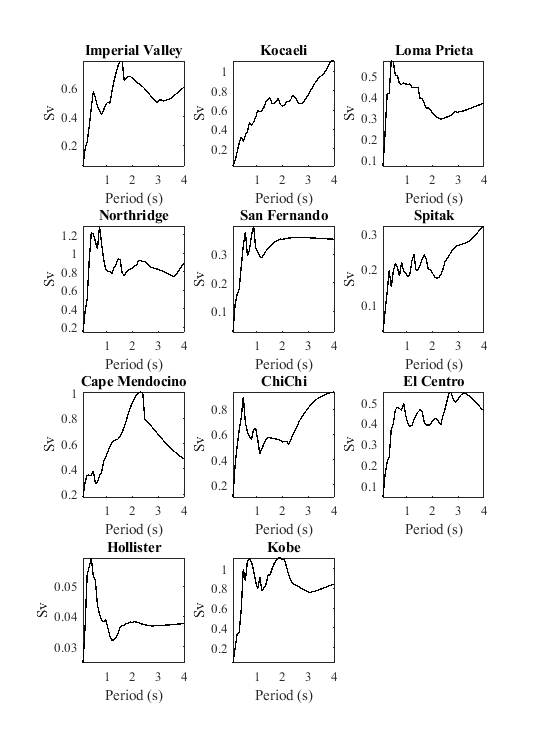 Imperial Valley Kocaeli Loma Prieta
Sv 0.6 0.4 0.2 Sv 1 0.8 0.6 0.4 0.2 Sv 0.5 0.4 0.3 0.2 0.1
1 2 3 4 1 2 3 4 1 2 3 4
Period (s) Period (s) Period (s)
Northridge San Fernando Spitak
Sv 1.2 1 0.8 0.6 0.4 0.2 Sv 0.3 0.2 0.1 Sv 0.3 0.2 0.1
1 2 3 4 1 2 3 4 1 2 3 4
Period (s) Period (s) Period (s)
Cape Mendocino ChiChi El Centro
Sv 1 0.8 0.6 0.4 0.2 Sv 0.8 0.6 0.4 0.2 Sv 0.5 0.4 0.3 0.2 0.1
1 2 3 4 1 2 3 4 1 2 3 4
Period (s) Period (s) Period (s)
Hollister Kobe
Sv 0.05 0.04 0.03 Sv 1 0.8 0.6 0.4 0.2
1 2 3 4 1 2 3 4
Period (s) Period (s)